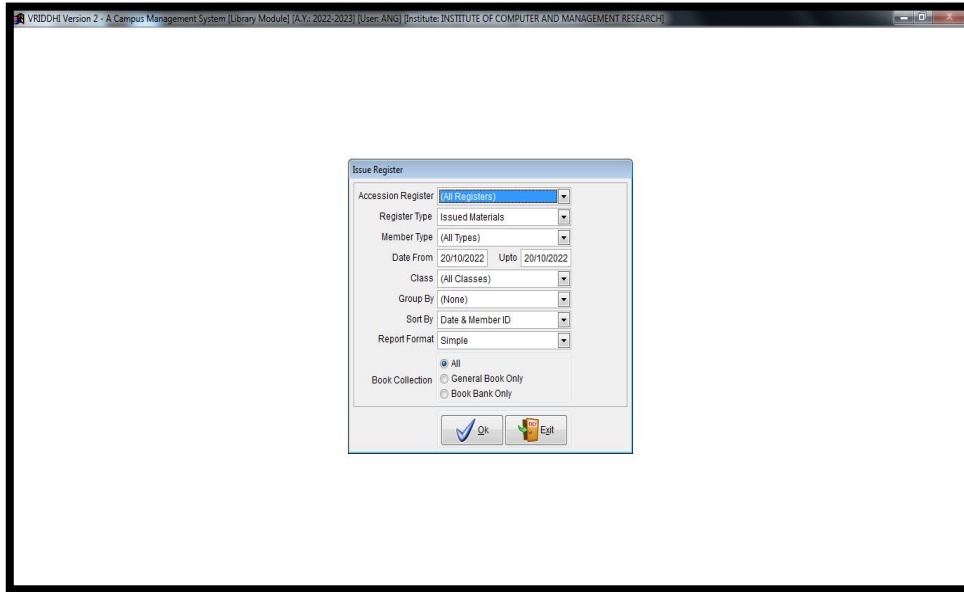 VRIDDHI Version 2 - A Campus Management System [Library Module] [A.Y.: 2022-2023] [User: ANG] [Institute: INSTITUTE OF COMPUTER AND MANAGEMENT RESEARCH]
Issue Register
Accession Register (All Registers)
Register Type Issued Materials
Member Type (All Types)
Date From 20/10/2022 Upto 20/10/2022
Class (All Classes)
Group By (None)
Sort By Date & Member ID
Report Format Simple
All
Book Collection General Book Only
Book Bank Only
Ok Exit